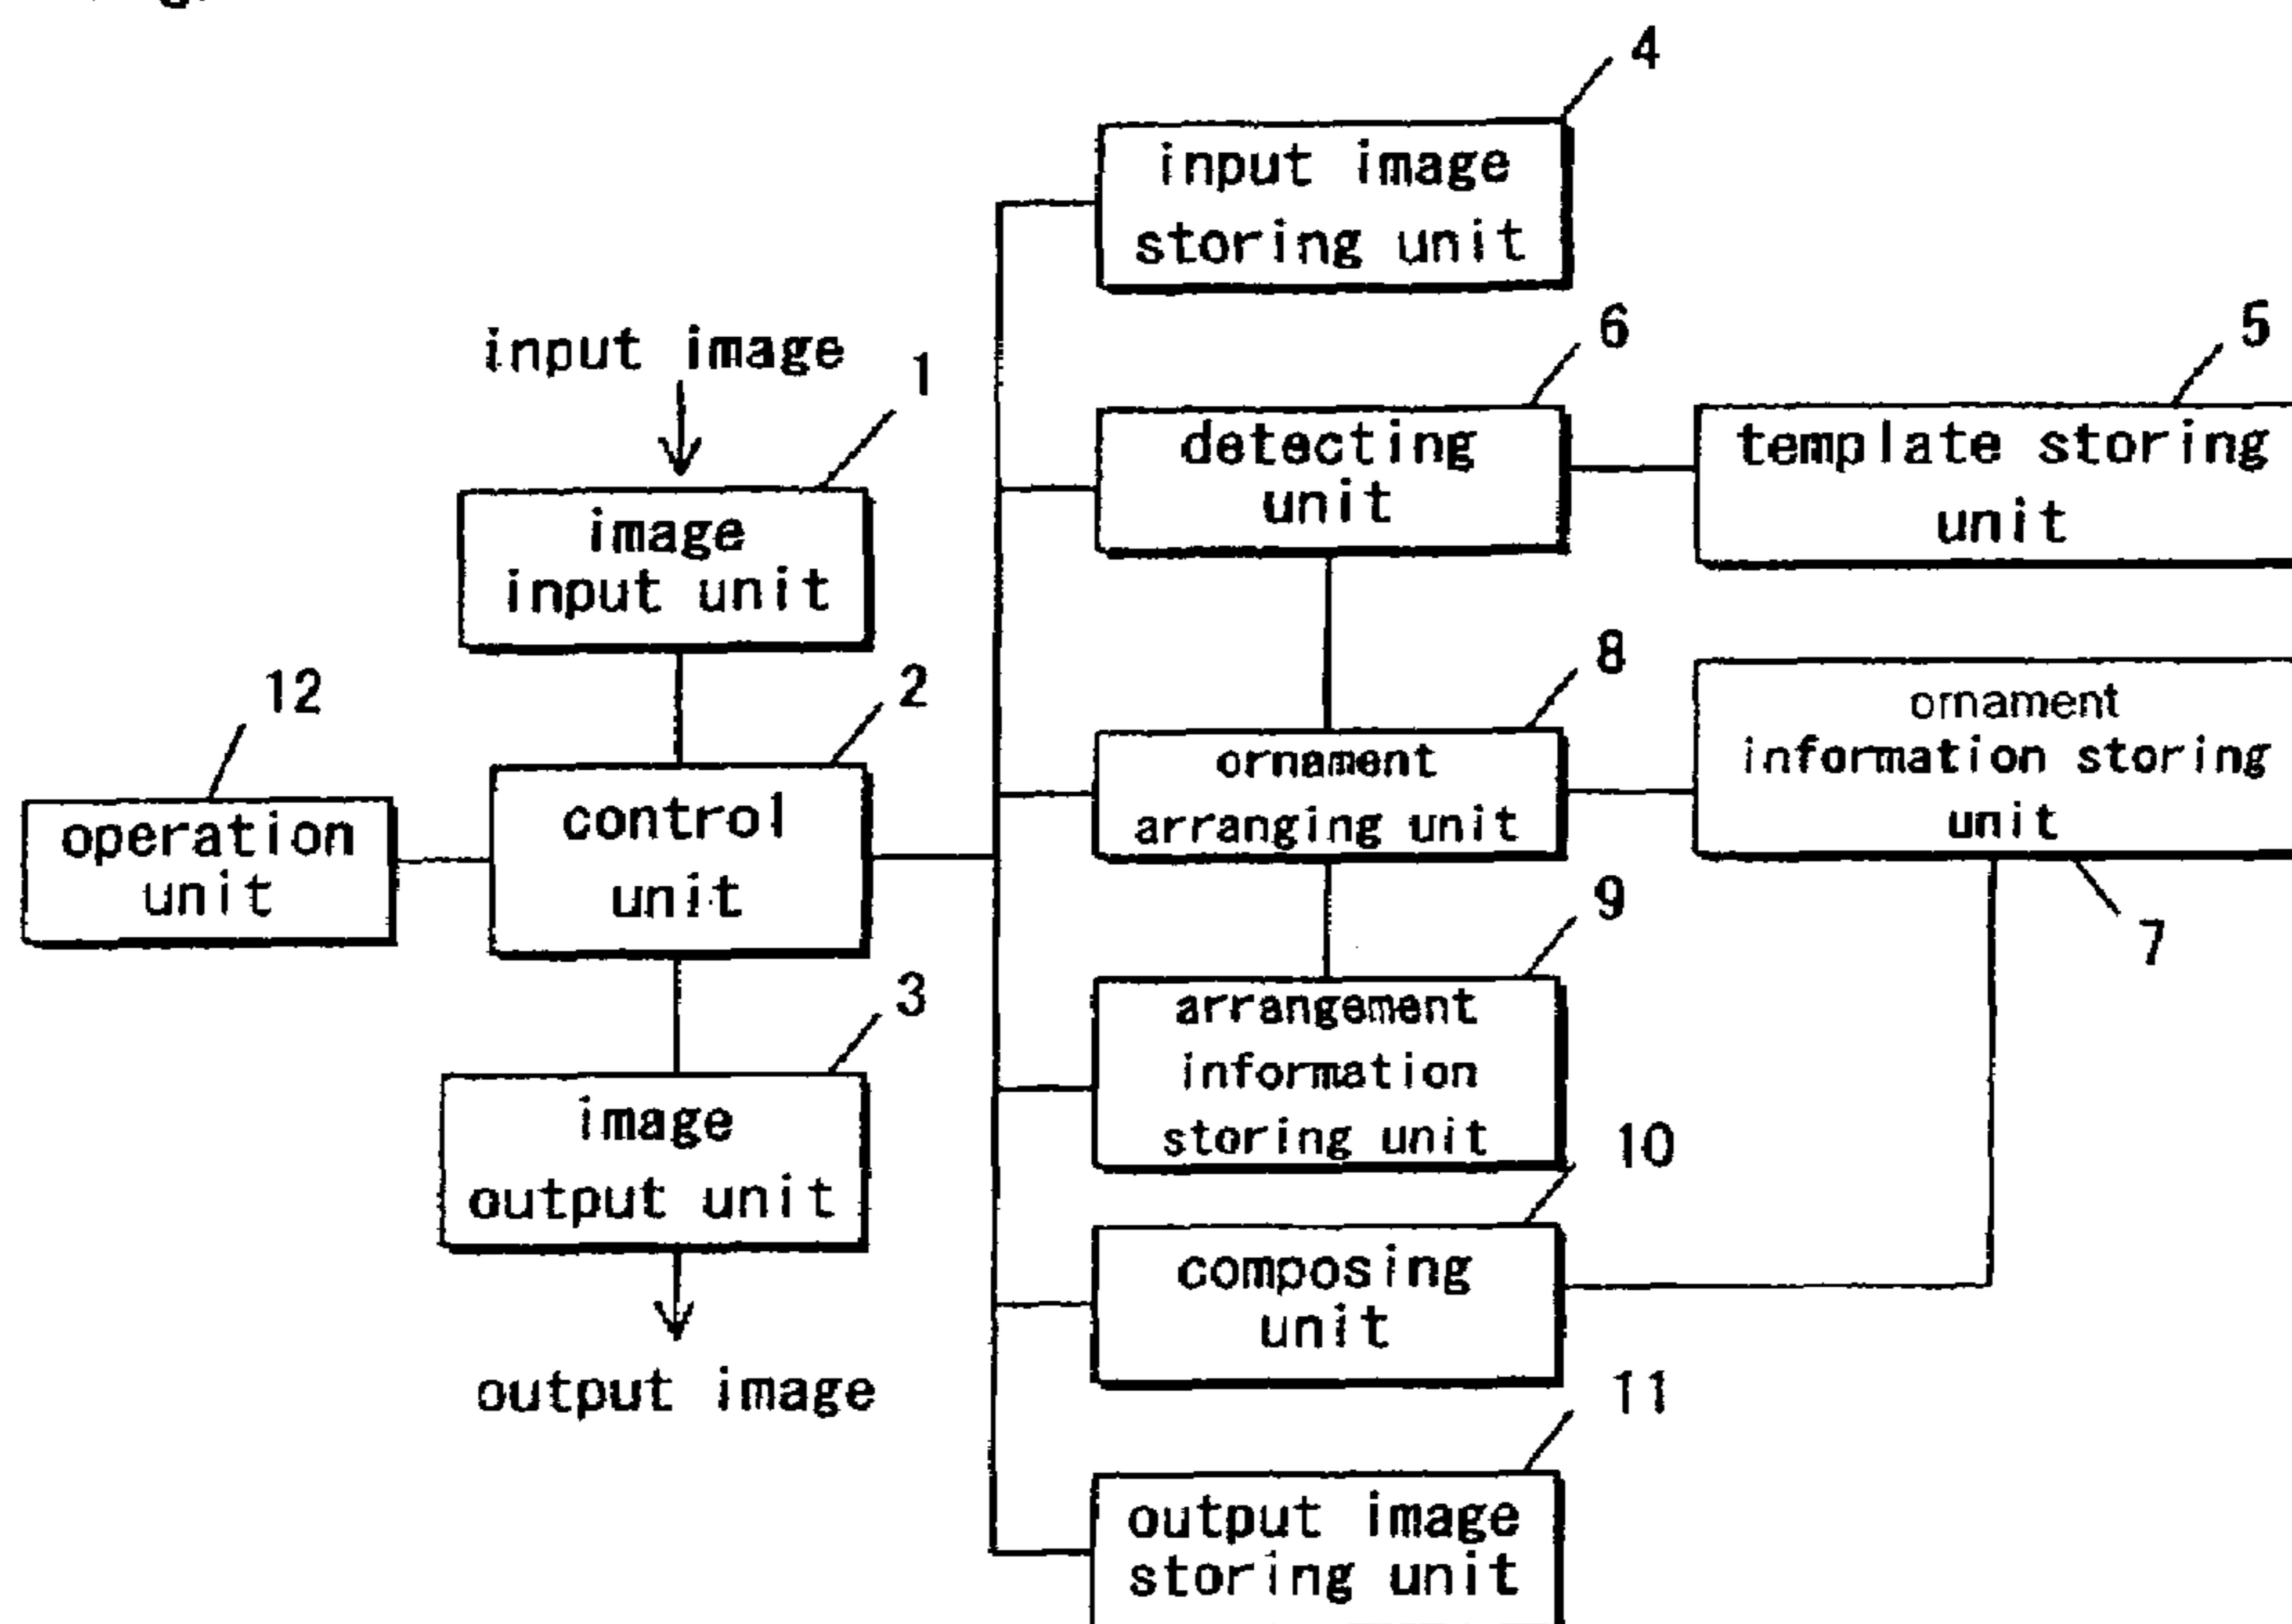 4
input image
storing unit
6
5
input image
1
detecting
unit
template storing
unit
image
input unit
12
2
8
ornament
information storing
unit
operation
unit
control
unit
ornament
arranging unit
9
7
3
arrangement
information
storing unit
image
output unit
10
composing
unit
output image
11
output image
storing unit